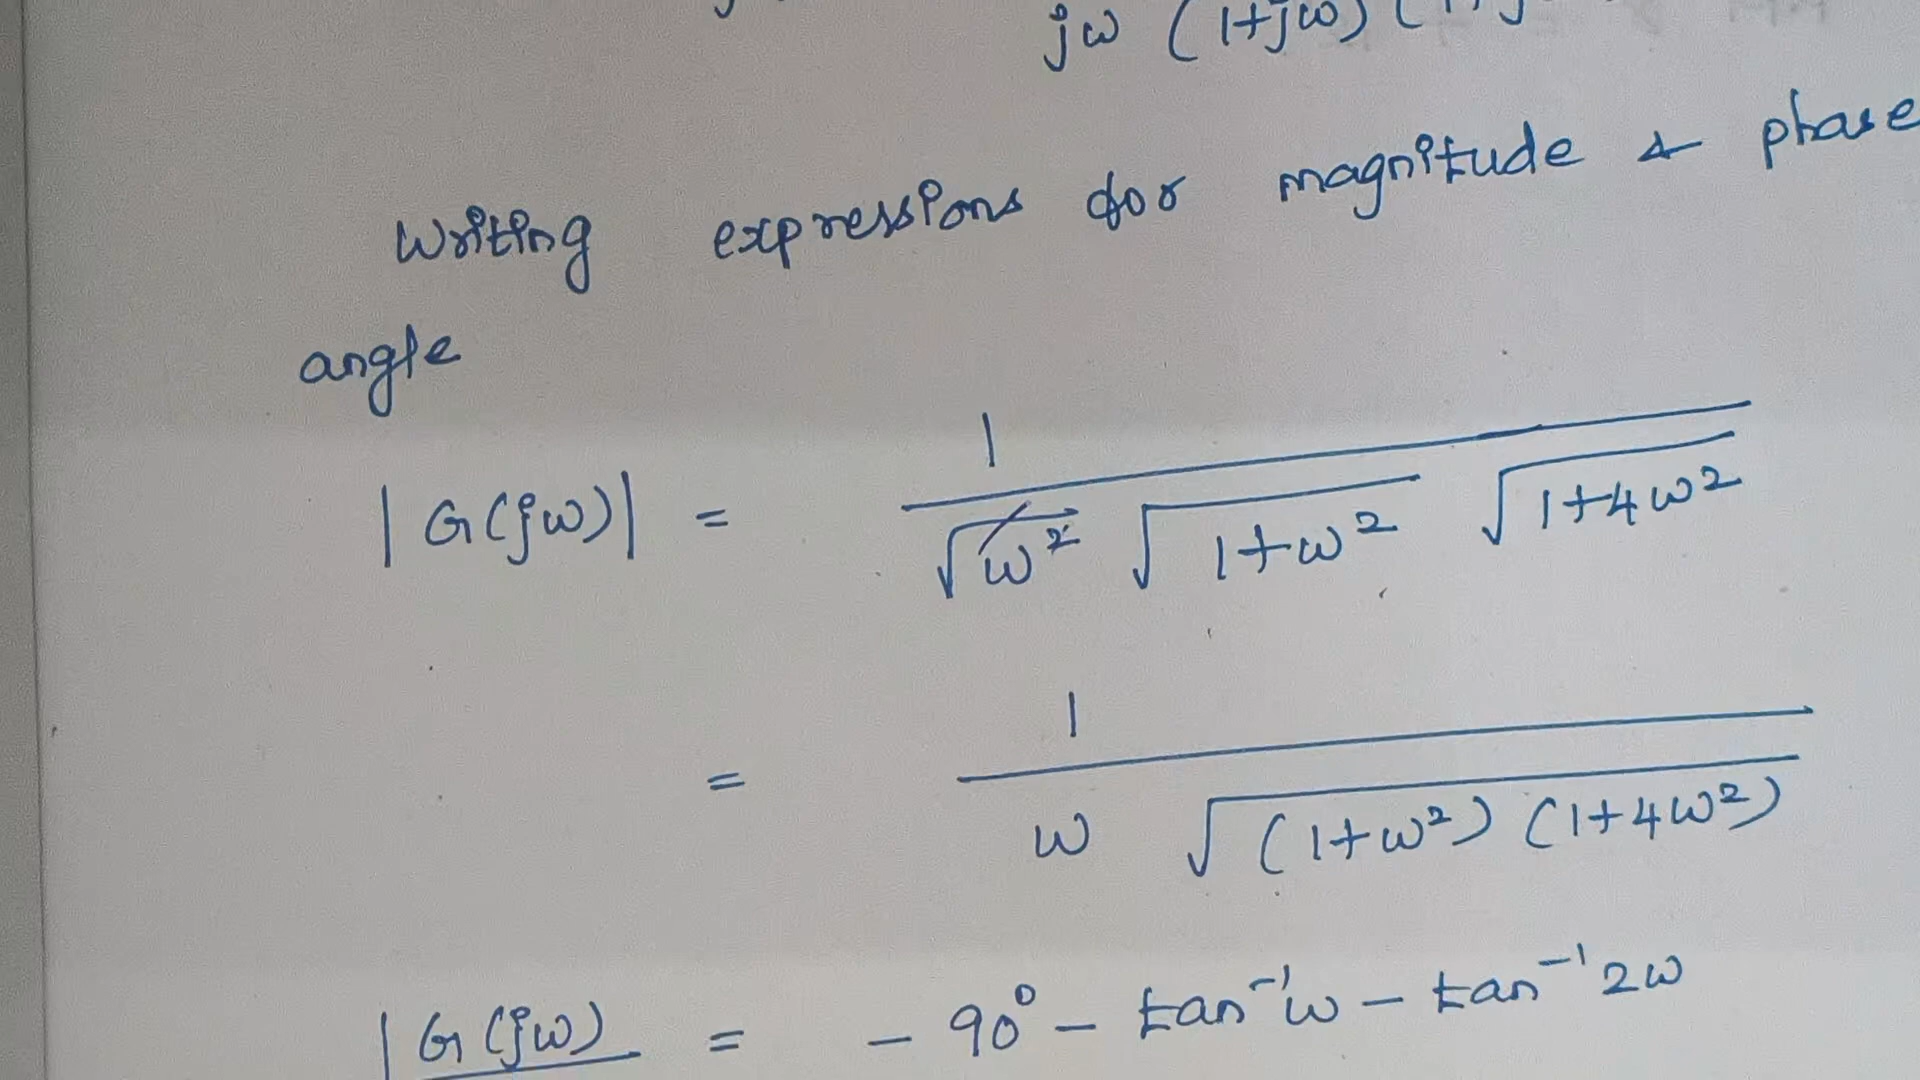 jω (1+jω) (
Writing expressions for magnitude & phase
angle
|G(jω)| = 1 / √ω² √1+ω² √1+4ω²
= 1 / ω √(1+ω²) (1+4ω²)
|G(jω) = - 90° - tan⁻¹ω - tan⁻¹2ω